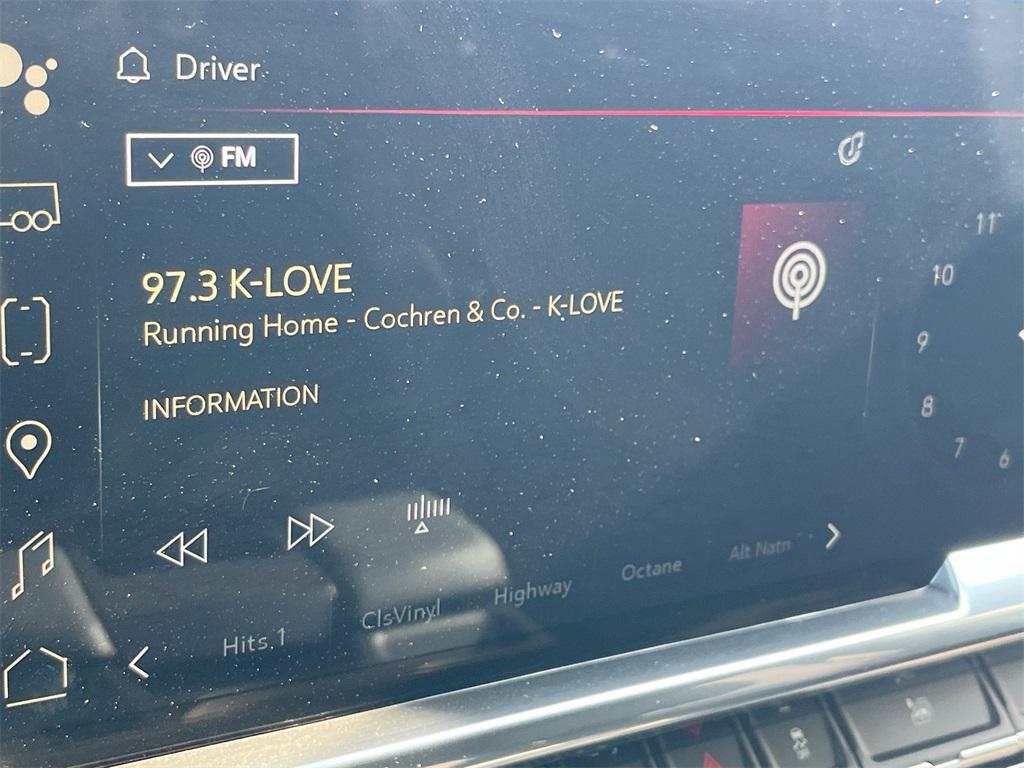 Driver
FM
97.3 K-LOVE
Running Home - Cochren & Co. - K-LOVE
INFORMATION
Hits 1
ClsVinyl
Highway
Octane
Alt Natn
11
10
9
8
7
6